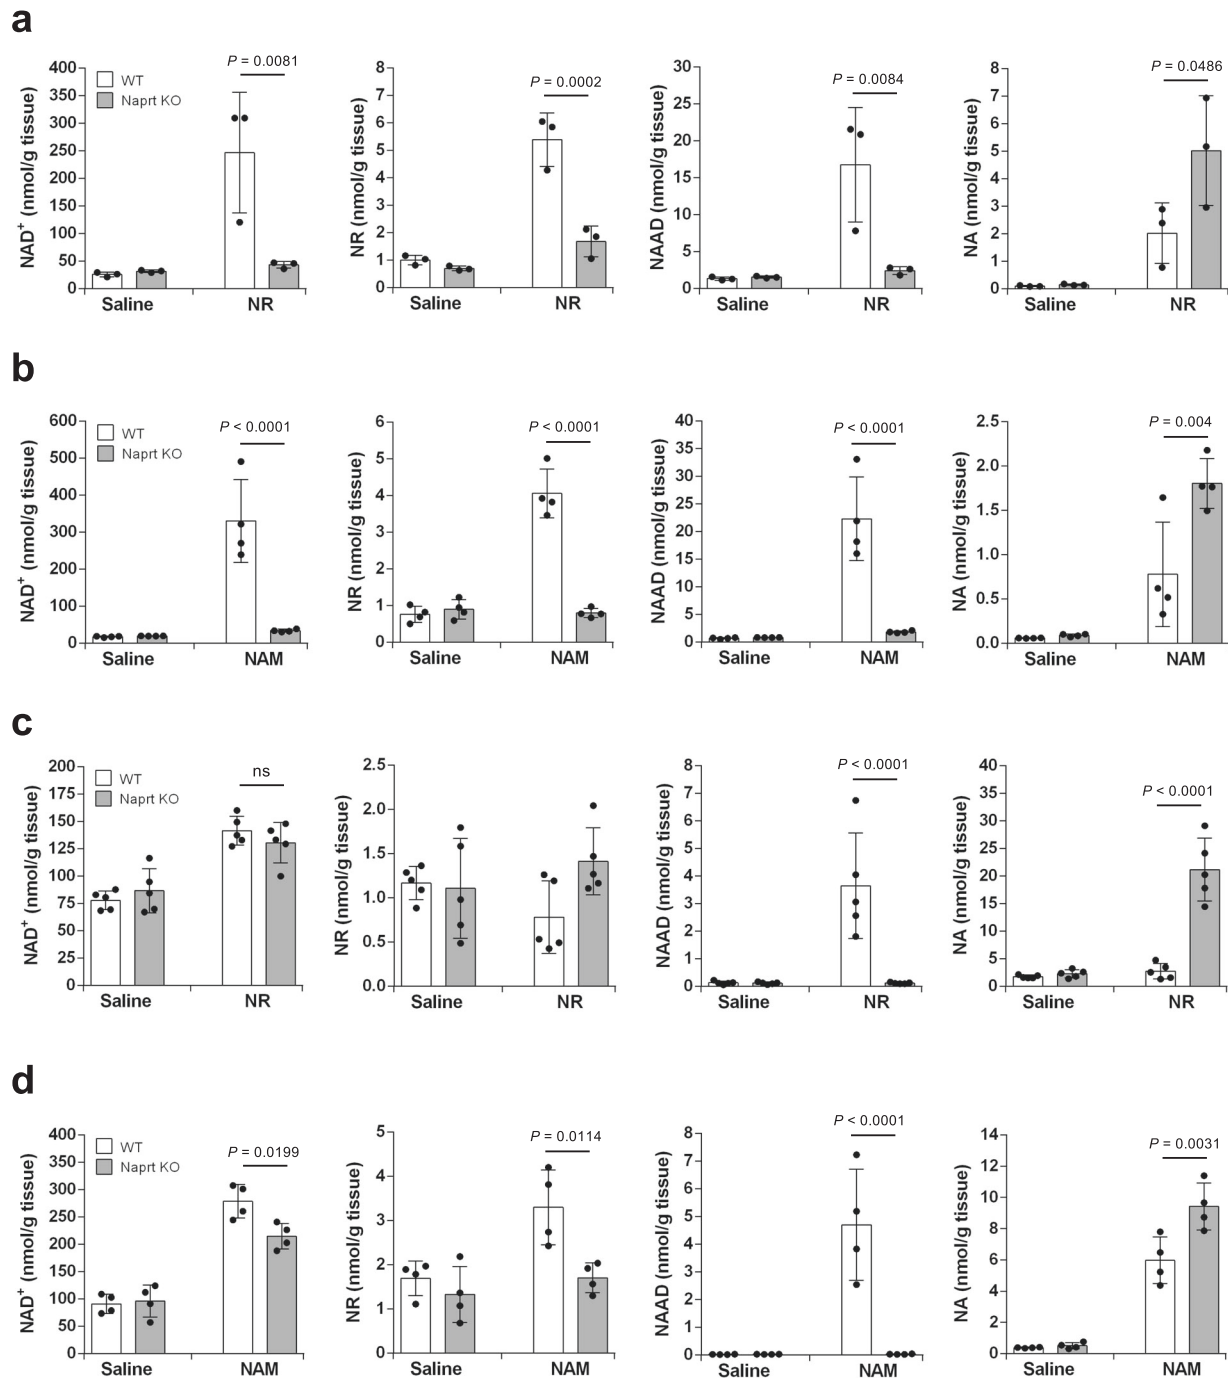 a
NAD+ (nmol/g tissue)
400
350
300
250
200
150
100
50
0
WT
Naprt KO
P = 0.0081
Saline NR
NR (nmol/g tissue)
8
7
6
5
4
3
2
1
0
P = 0.0002
Saline NR
NAAD (nmol/g tissue)
30
25
20
15
10
5
0
P = 0.0084
Saline NR
NA (nmol/g tissue)
8
7
6
5
4
3
2
1
0
P = 0.0486
Saline NR
b
NAD+ (nmol/g tissue)
600
500
400
300
200
100
0
WT
Naprt KO
P < 0.0001
Saline NAM
NR (nmol/g tissue)
6
5
4
3
2
1
0
P < 0.0001
Saline NAM
NAAD (nmol/g tissue)
40
35
30
25
20
15
10
5
0
P < 0.0001
Saline NAM
NA (nmol/g tissue)
2.5
2.0
1.5
1.0
0.5
0.0
P = 0.004
Saline NAM
c
NAD+ (nmol/g tissue)
200
175
150
125
100
75
50
25
0
WT
Naprt KO
ns
Saline NR
NR (nmol/g tissue)
2.5
2.0
1.5
1.0
0.5
0.0
Saline NR
NAAD (nmol/g tissue)
8
7
6
5
4
3
2
1
0
P < 0.0001
Saline NR
NA (nmol/g tissue)
40
35
30
25
20
15
10
5
0
P < 0.0001
Saline NR
d
NAD+ (nmol/g tissue)
400
350
300
250
200
150
100
50
0
WT
Naprt KO
P = 0.0199
Saline NAM
NR (nmol/g tissue)
5
4
3
2
1
0
P = 0.0114
Saline NAM
NAAD (nmol/g tissue)
8
7
6
5
4
3
2
1
0
P < 0.0001
Saline NAM
NA (nmol/g tissue)
14
12
10
8
6
4
2
0
P = 0.0031
Saline NAM